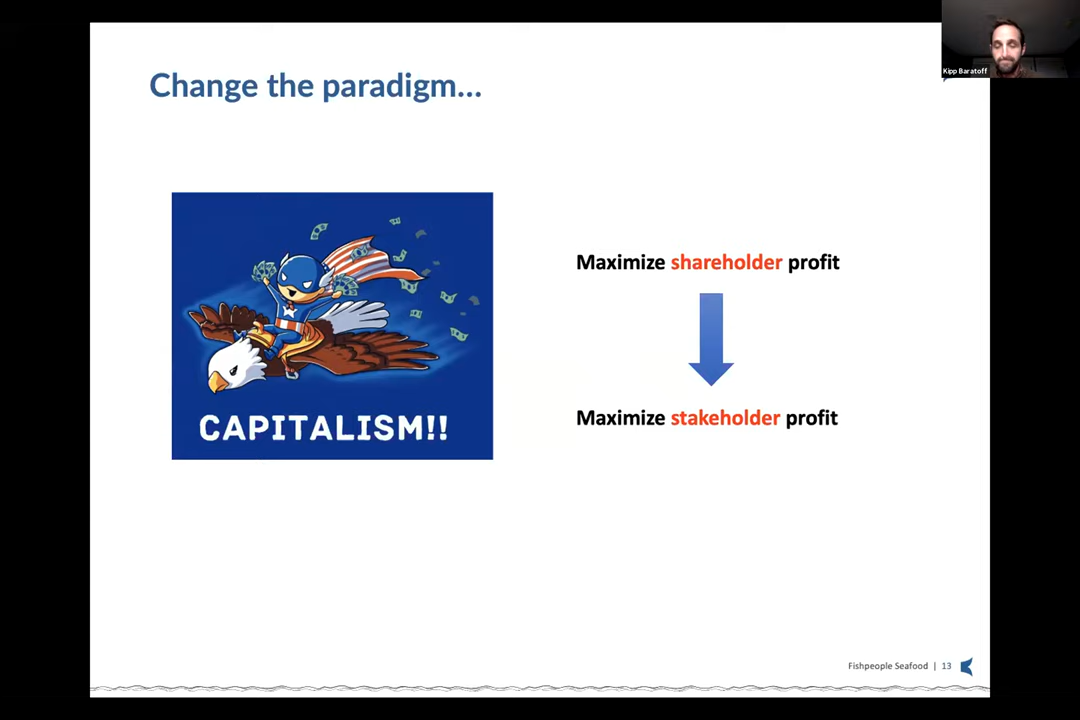 Kipp Baratoff
Change the paradigm...
Maximize shareholder profit
CAPITALISM!!
Maximize stakeholder profit
Fishpeople Seafood | 13